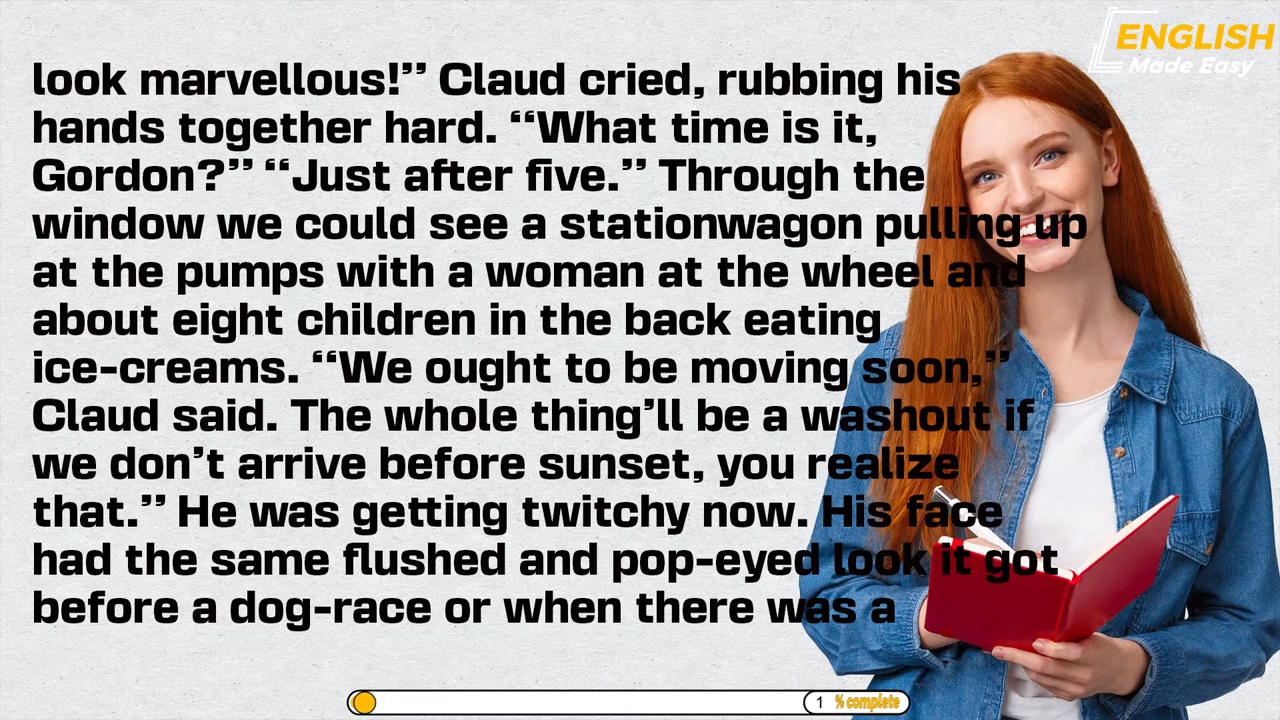 ENGLISH
Made Easy
look marvellous!” Claud cried, rubbing his
hands together hard. “What time is it,
Gordon?” “Just after five.” Through the
window we could see a stationwagon pulling up
at the pumps with a woman at the wheel and
about eight children in the back eating
ice-creams. “We ought to be moving soon,”
Claud said. The whole thing’ll be a washout if
we don’t arrive before sunset, you realize
that.” He was getting twitchy now. His face
had the same flushed and pop-eyed look it got
before a dog-race or when there was a
1 % complete